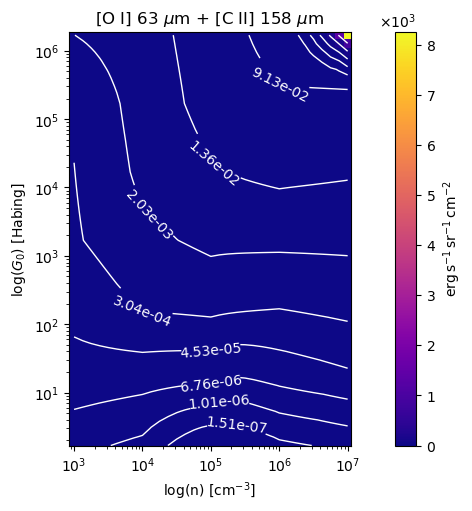 [O I] 63 μm + [C II] 158 μm
×10³
10⁶
10⁵
10⁴
10³
10²
10¹
log(G₀) [Habing]
9.13e-02
1.36e-02
2.03e-03
3.04e-04
4.53e-05
6.76e-06
1.01e-06
1.51e-07
10³ 10⁴ 10⁵ 10⁶ 10⁷
log(n) [cm⁻³]
8
7
6
5
4
3
2
1
0
erg s⁻¹ sr⁻¹ cm⁻²